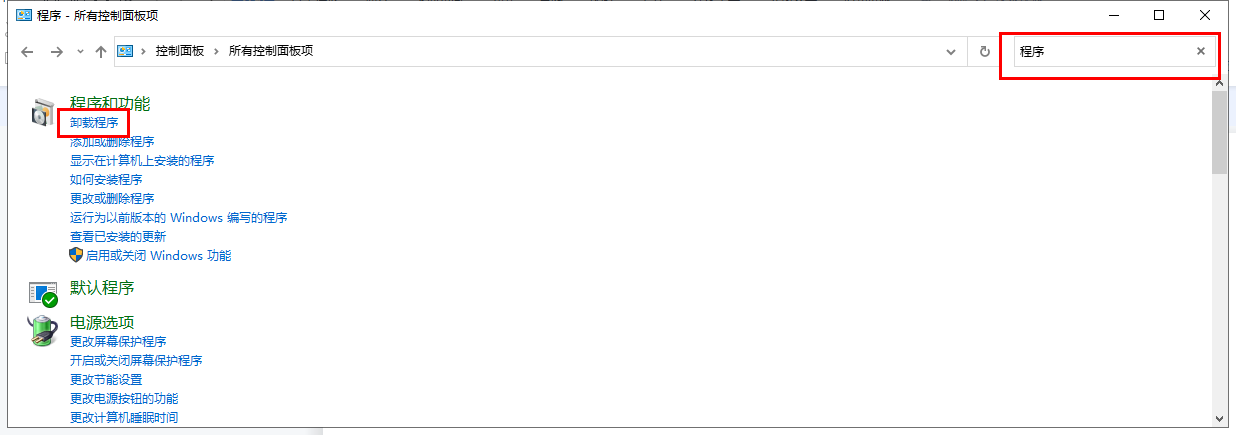 程序 - 所有控制面板项
控制面板 所有控制面板项
程序
程序和功能
卸载程序
添加或删除程序
显示在计算机上安装的程序
如何安装程序
更改或删除程序
运行为以前版本的 Windows 编写的程序
查看已安装的更新
启用或关闭 Windows 功能
默认程序
电源选项
更改屏幕保护程序
开启或关闭屏幕保护程序
更改节能设置
更改电源按钮的功能
更改计算机睡眠时间